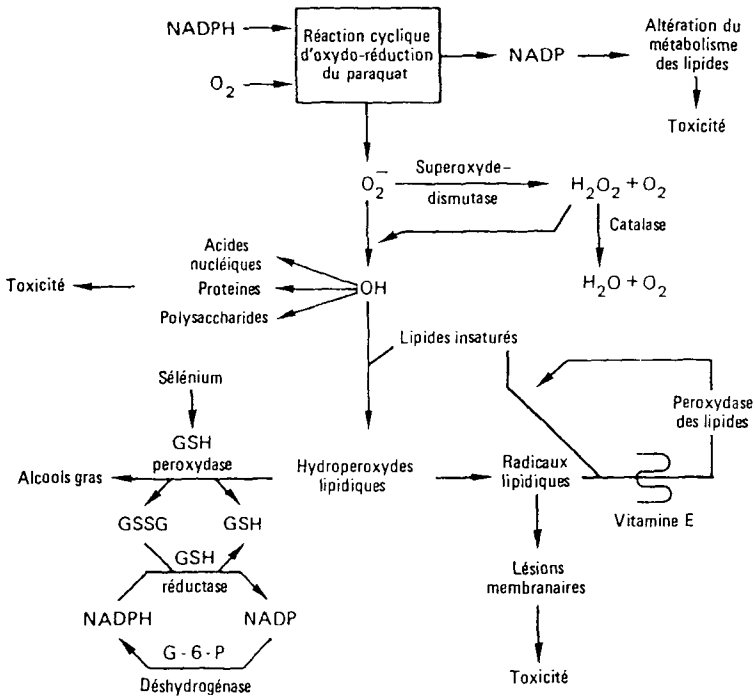 NADPH
O2
Réaction cyclique
d'oxydo-réduction
du paraquat
NADP
Altération du
métabolisme
des lipides
Toxicité
O2−
Superoxyde-
dismutase
H2O2 + O2
Catalase
H2O + O2
Acides
nucléiques
Proteines
Polysaccharides
OH
Toxicité
Lipides insaturés
Sélénium
GSH
peroxydase
Alcools gras
Hydroperoxydes
lipidiques
Radicaux
lipidiques
Peroxydase
des lipides
Vitamine E
GSSG
GSH
GSH
réductase
NADPH
NADP
G - 6 - P
Déshydrogénase
Lésions
membranaires
Toxicité